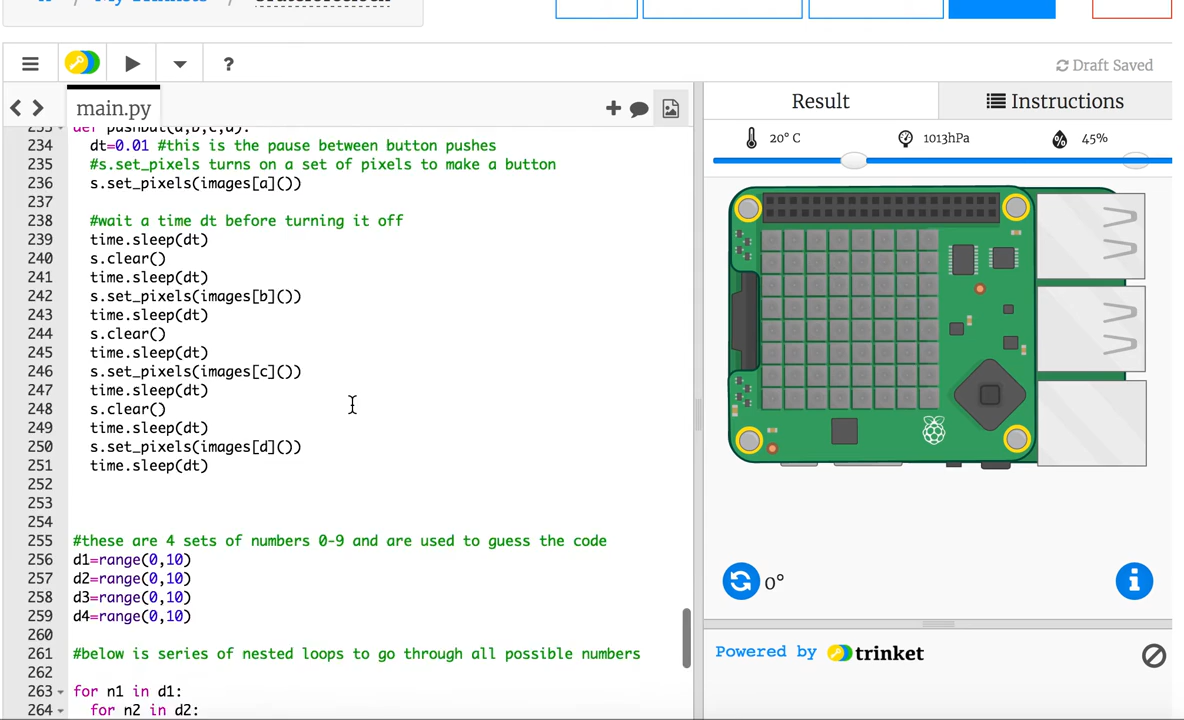 main.py
?
Draft Saved
Result
Instructions
20° C
1013hPa
45%
234 dt=0.01 #this is the pause between button pushes
235 #s.set_pixels turns on a set of pixels to make a button
236 s.set_pixels(images[a]())
237
238 #wait a time dt before turning it off
239 time.sleep(dt)
240 s.clear()
241 time.sleep(dt)
242 s.set_pixels(images[b]())
243 time.sleep(dt)
244 s.clear()
245 time.sleep(dt)
246 s.set_pixels(images[c]())
247 time.sleep(dt)
248 s.clear()
249 time.sleep(dt)
250 s.set_pixels(images[d]())
251 time.sleep(dt)
252
253
254
255 #these are 4 sets of numbers 0-9 and are used to guess the code
256 d1=range(0,10)
257 d2=range(0,10)
258 d3=range(0,10)
259 d4=range(0,10)
260
261 #below is series of nested loops to go through all possible numbers
262
263 for n1 in d1:
264 for n2 in d2:
0°
Powered by trinket